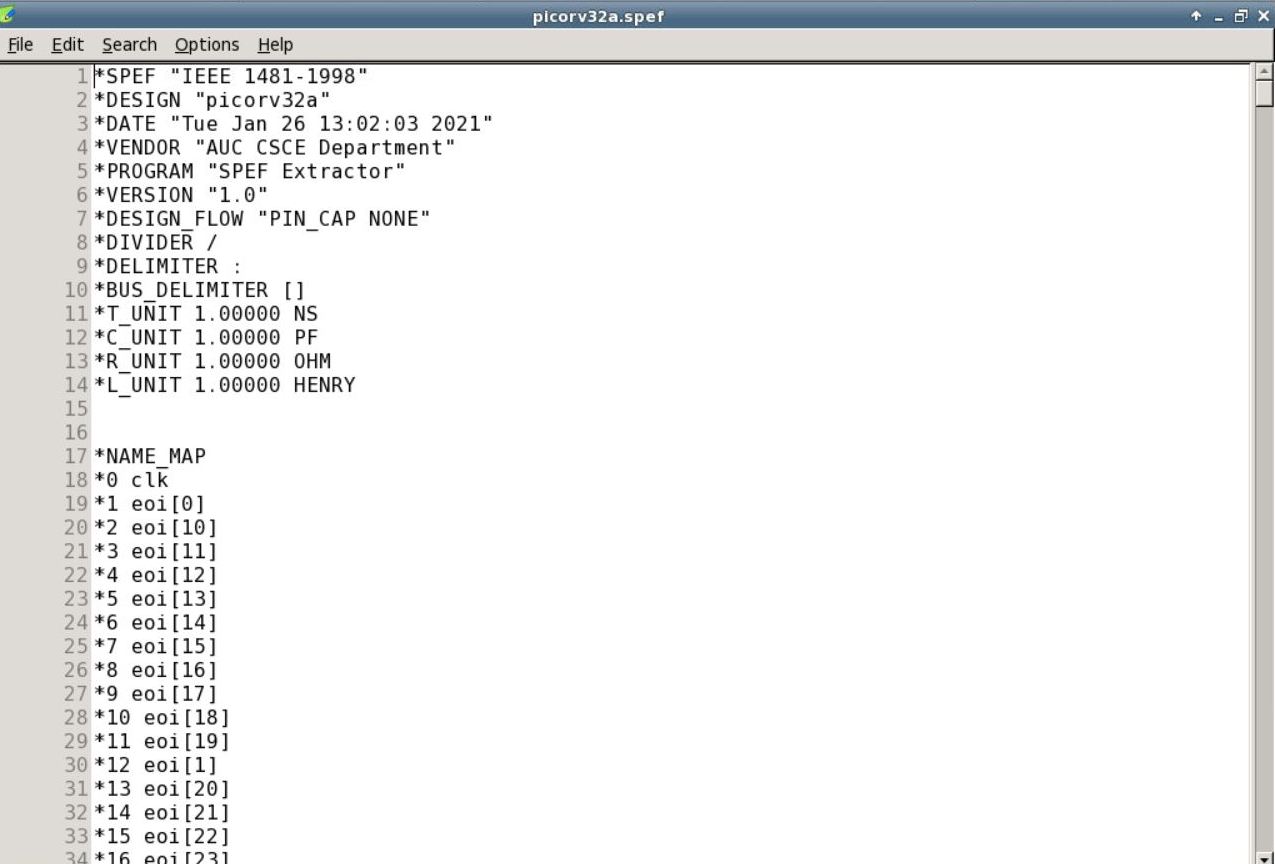 picorv32a.spef
File Edit Search Options Help
1 *SPEF "IEEE 1481-1998"
2 *DESIGN "picorv32a"
3 *DATE "Tue Jan 26 13:02:03 2021"
4 *VENDOR "AUC CSCE Department"
5 *PROGRAM "SPEF Extractor"
6 *VERSION "1.0"
7 *DESIGN_FLOW "PIN_CAP NONE"
8 *DIVIDER /
9 *DELIMITER :
10 *BUS_DELIMITER []
11 *T_UNIT 1.00000 NS
12 *C_UNIT 1.00000 PF
13 *R_UNIT 1.00000 OHM
14 *L_UNIT 1.00000 HENRY
15
16
17 *NAME_MAP
18 *0 clk
19 *1 eoi[0]
20 *2 eoi[10]
21 *3 eoi[11]
22 *4 eoi[12]
23 *5 eoi[13]
24 *6 eoi[14]
25 *7 eoi[15]
26 *8 eoi[16]
27 *9 eoi[17]
28 *10 eoi[18]
29 *11 eoi[19]
30 *12 eoi[1]
31 *13 eoi[20]
32 *14 eoi[21]
33 *15 eoi[22]
34 *16 eoi[23]